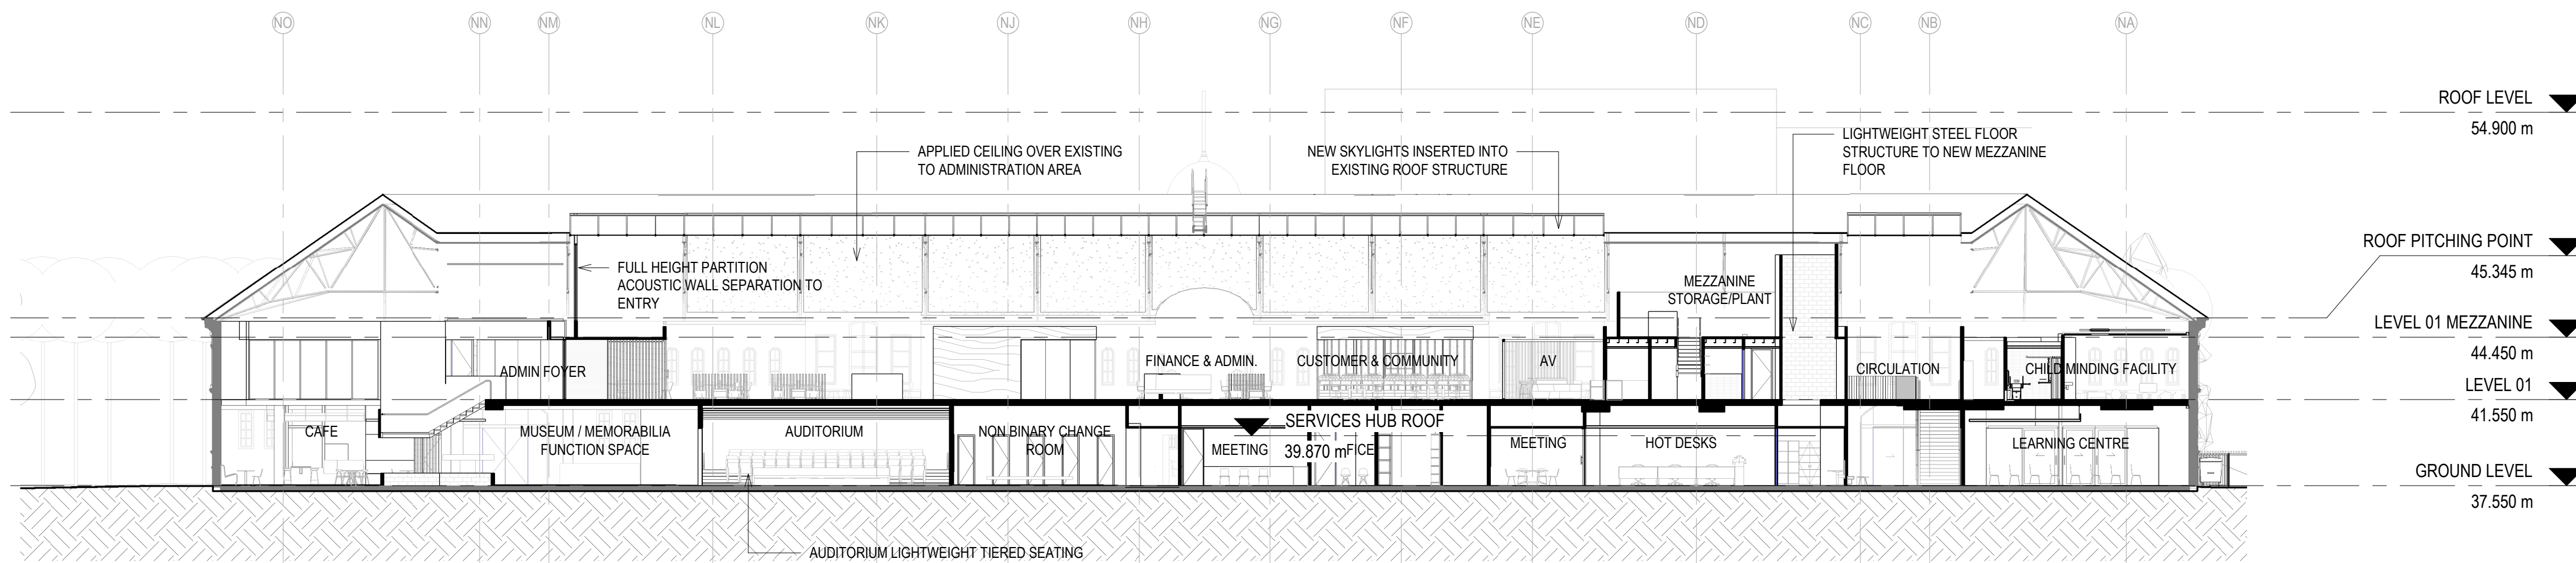 NO NN NM NL NK NJ NH NG NF NE ND NC NB NA
ROOF LEVEL
54.900 m
APPLIED CEILING OVER EXISTING
TO ADMINISTRATION AREA
NEW SKYLIGHTS INSERTED INTO
EXISTING ROOF STRUCTURE
LIGHTWEIGHT STEEL FLOOR
STRUCTURE TO NEW MEZZANINE
FLOOR
ROOF PITCHING POINT
45.345 m
FULL HEIGHT PARTITION
ACOUSTIC WALL SEPARATION TO
ENTRY
MEZZANINE
STORAGE/PLANT
LEVEL 01 MEZZANINE
44.450 m
ADMIN FOYER
FINANCE & ADMIN.
CUSTOMER & COMMUNITY
AV
CIRCULATION
CHILD MINDING FACILITY
LEVEL 01
41.550 m
SERVICES HUB ROOF
39.870 m
CAFE
MUSEUM / MEMORABILIA
FUNCTION SPACE
AUDITORIUM
NON BINARY CHANGE
ROOM
MEETING
FICE
MEETING
HOT DESKS
LEARNING CENTRE
GROUND LEVEL
37.550 m
AUDITORIUM LIGHTWEIGHT TIERED SEATING